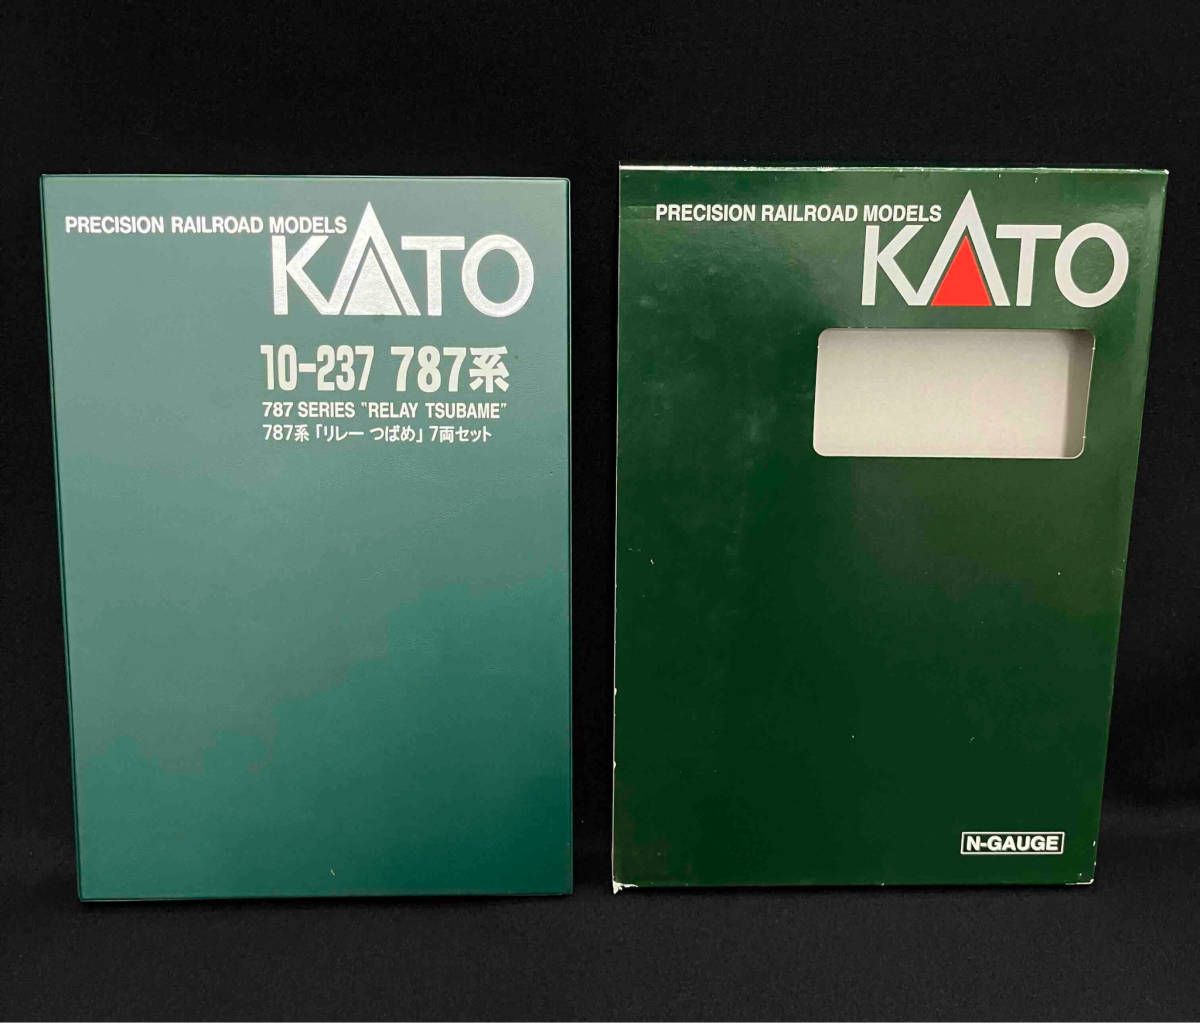 PRECISION RAILROAD MODELS
KATO
10-237 787系
787 SERIES "RELAY TSUBAME"
787系「リレー つばめ」7両セット
PRECISION RAILROAD MODELS
KATO
N-GAUGE